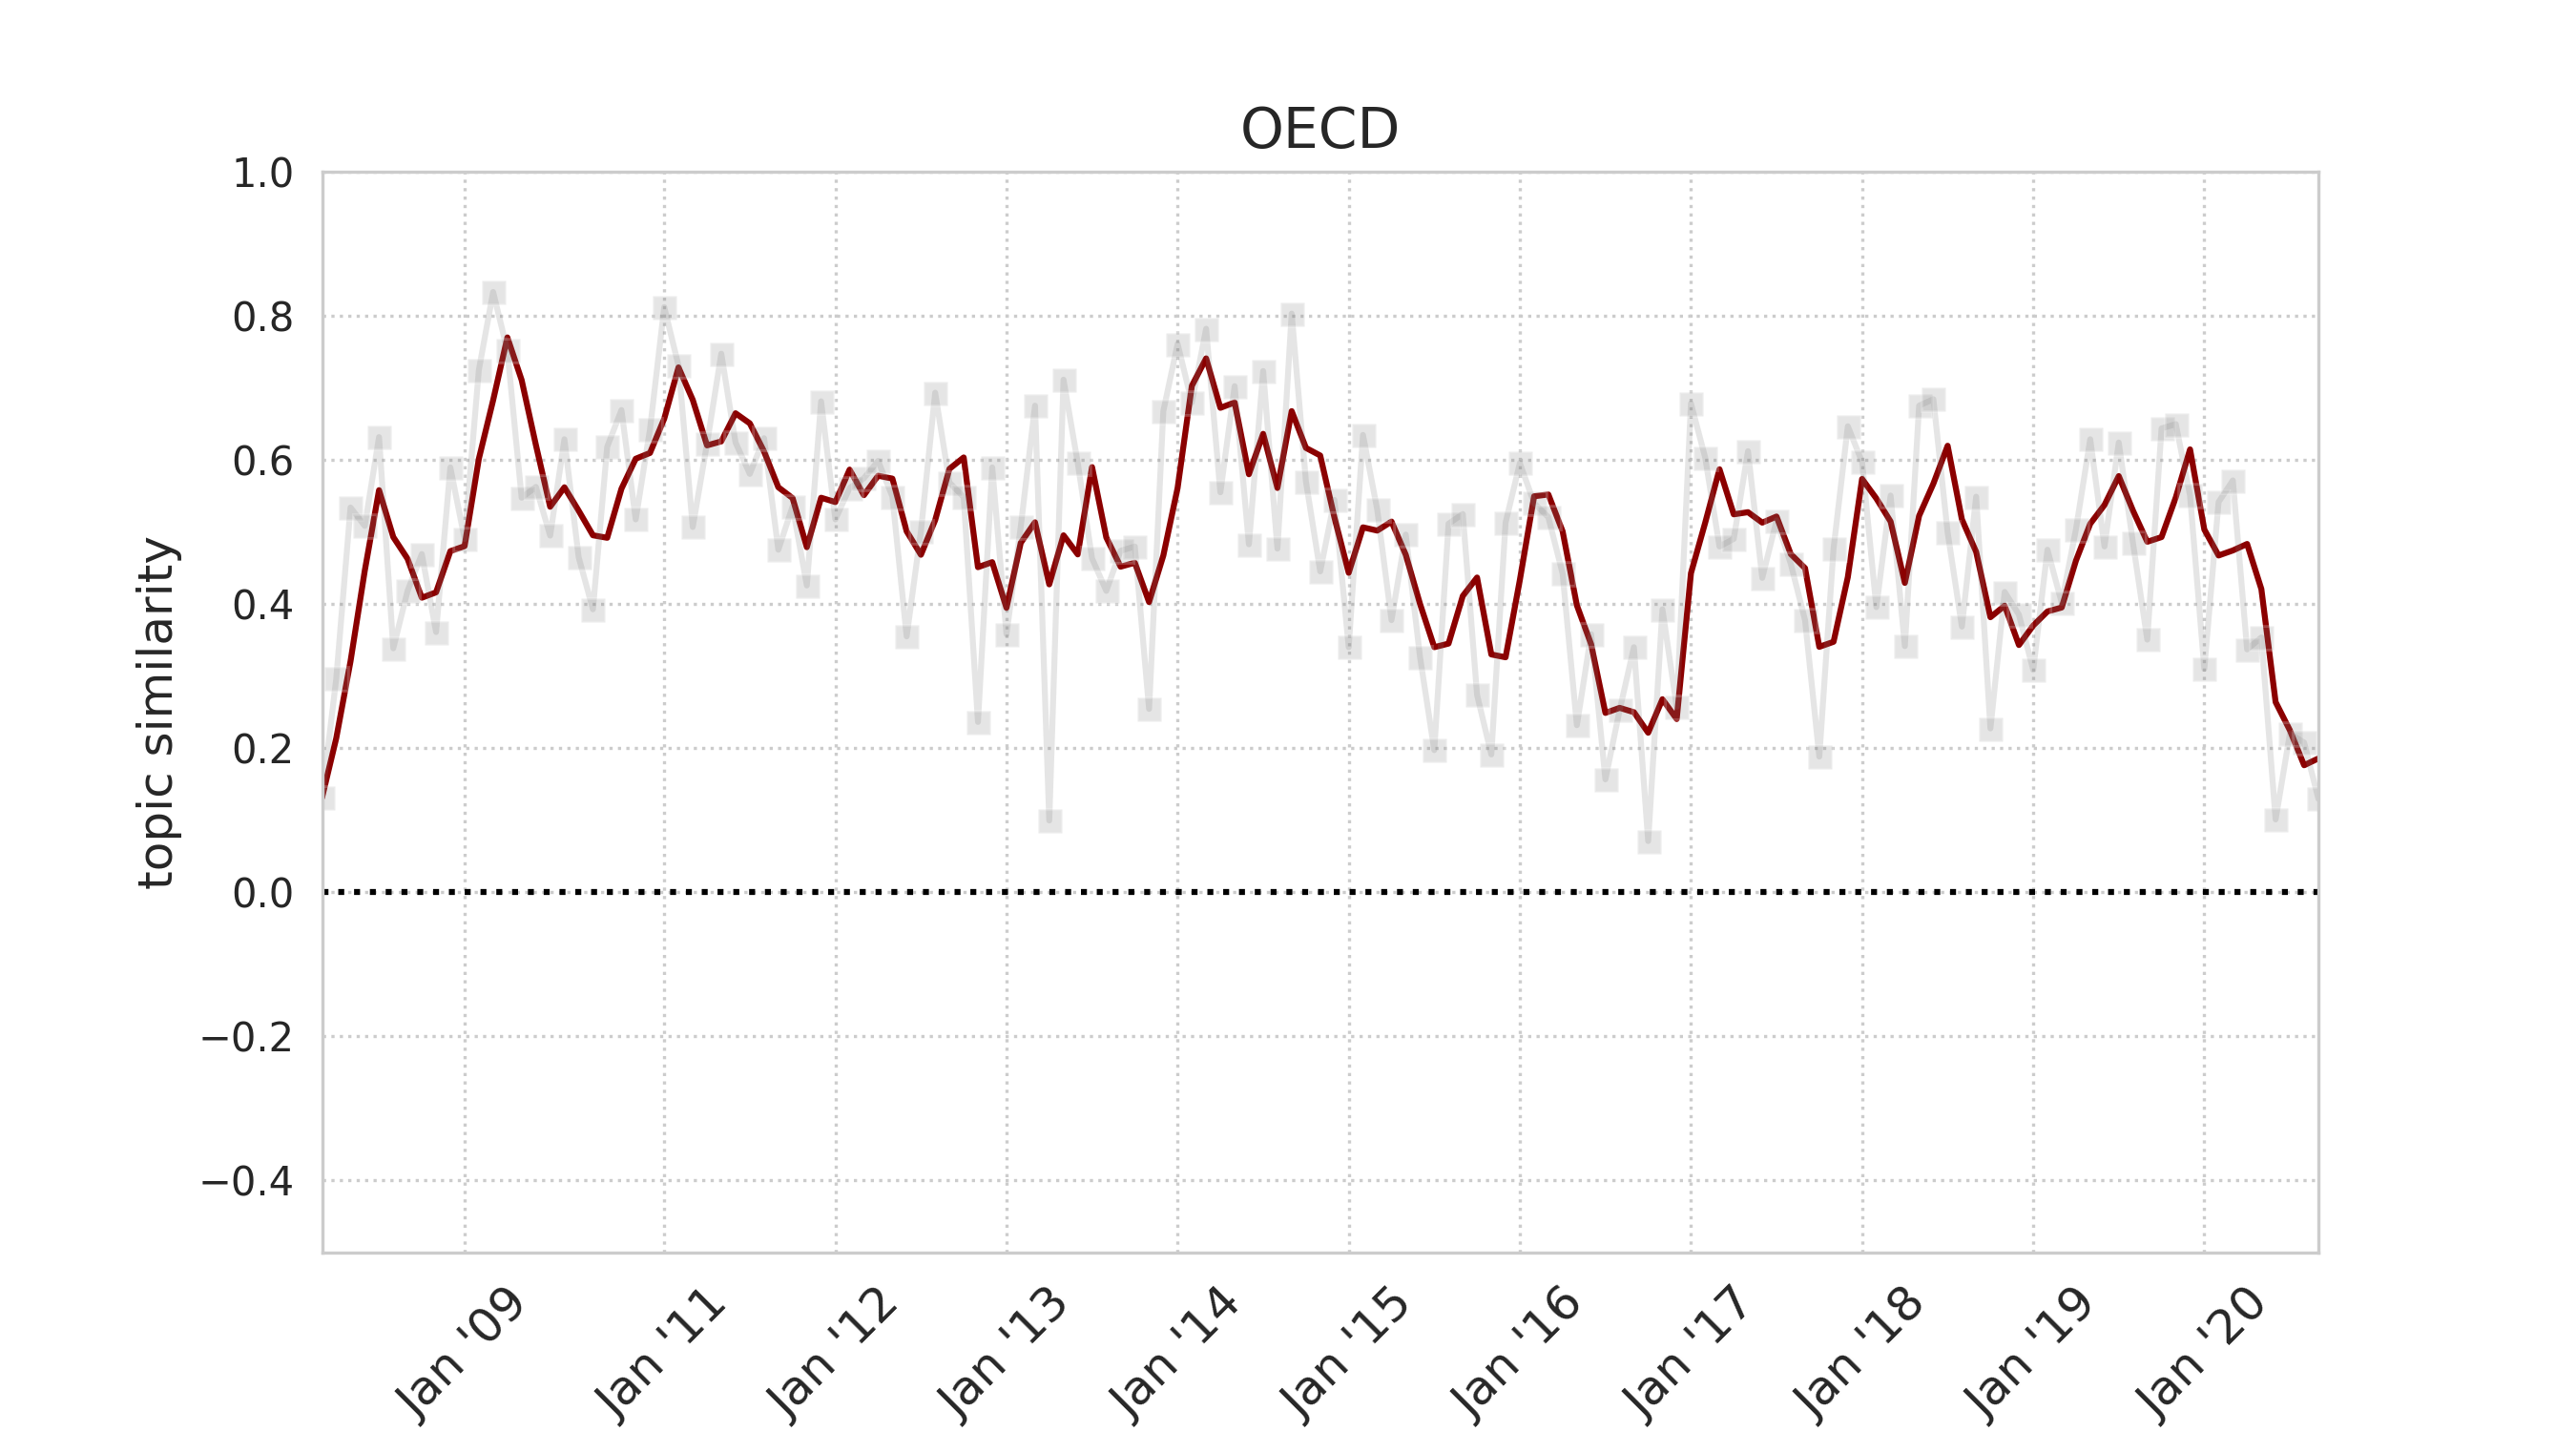 OECD
topic similarity
1.0
0.8
0.6
0.4
0.2
0.0
−0.2
−0.4
Jan '09
Jan '11
Jan '12
Jan '13
Jan '14
Jan '15
Jan '16
Jan '17
Jan '18
Jan '19
Jan '20